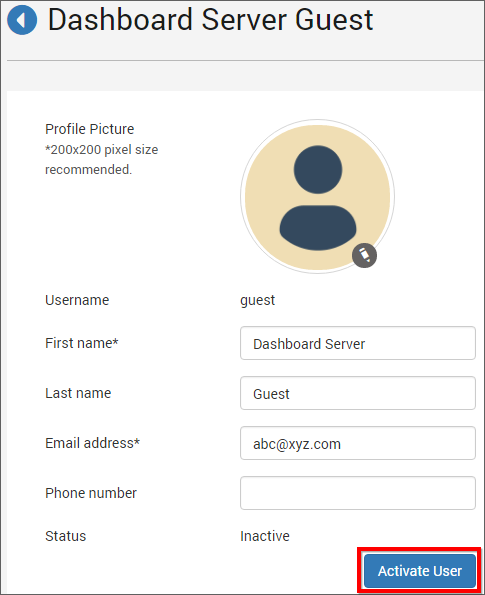 Dashboard Server Guest
Profile Picture
*200x200 pixel size
recommended.
Username guest
First name* Dashboard Server
Last name Guest
Email address* abc@xyz.com
Phone number
Status Inactive
Activate User